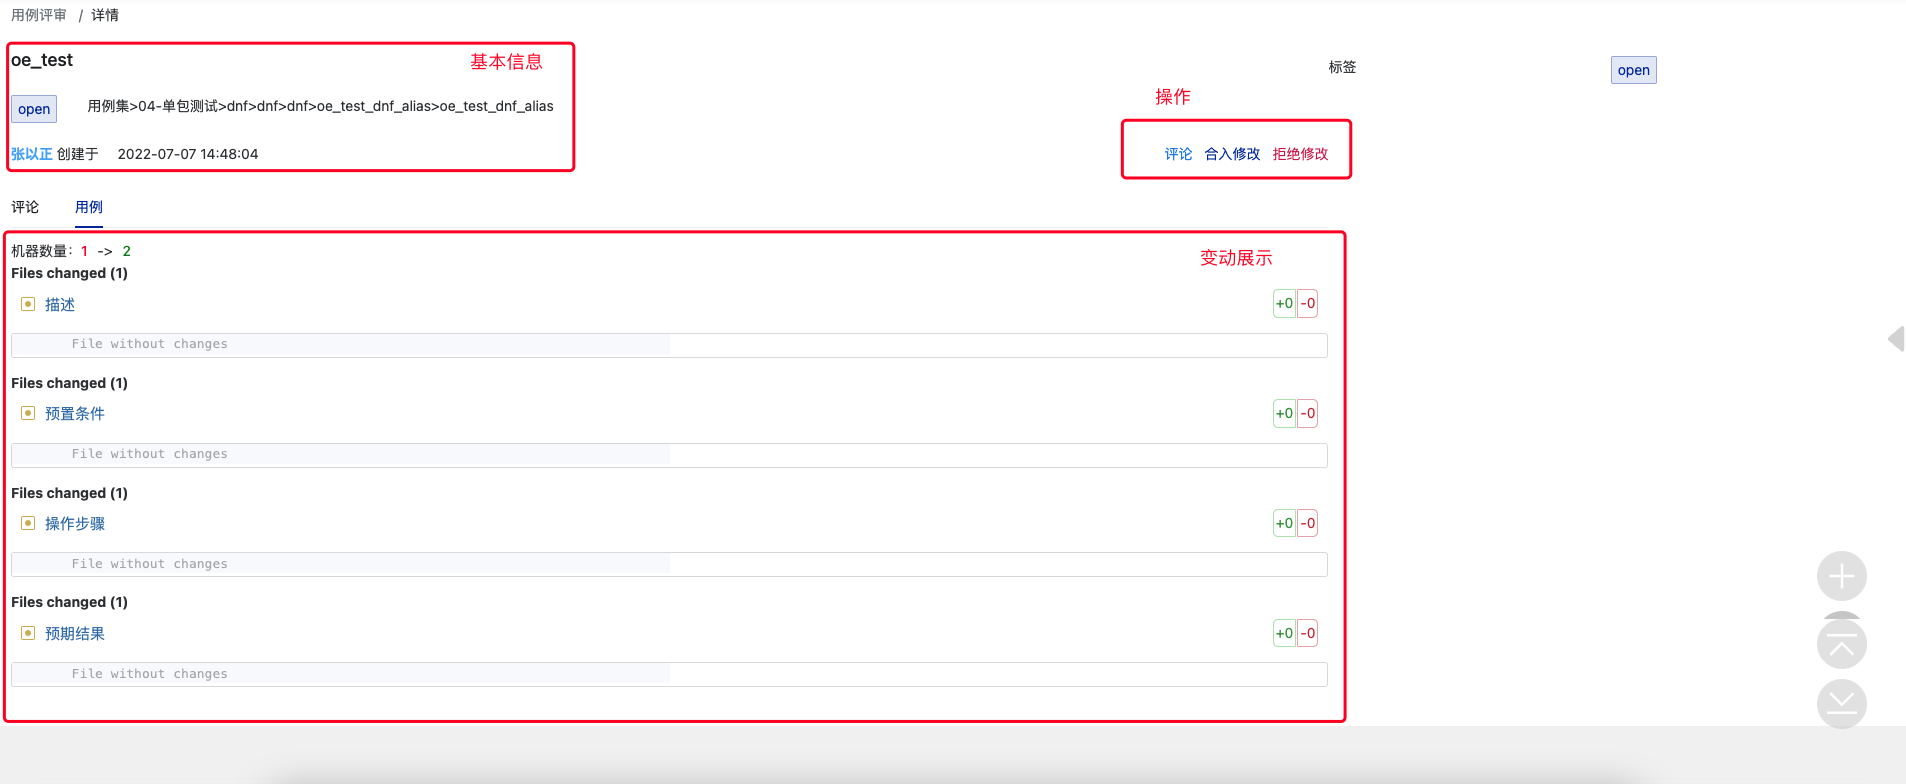 用例评审 / 详情
oe_test
基本信息
标签
open
操作
open 用例集>04-单包测试>dnf>dnf>dnf>oe_test_dnf_alias>oe_test_dnf_alias
张以正 创建于 2022-07-07 14:48:04
评论 合入修改 拒绝修改
评论 用例
机器数量：1 -> 2
变动展示
Files changed (1)
描述 +0 -0
File without changes
Files changed (1)
预置条件 +0 -0
File without changes
Files changed (1)
操作步骤 +0 -0
File without changes
Files changed (1)
预期结果 +0 -0
File without changes